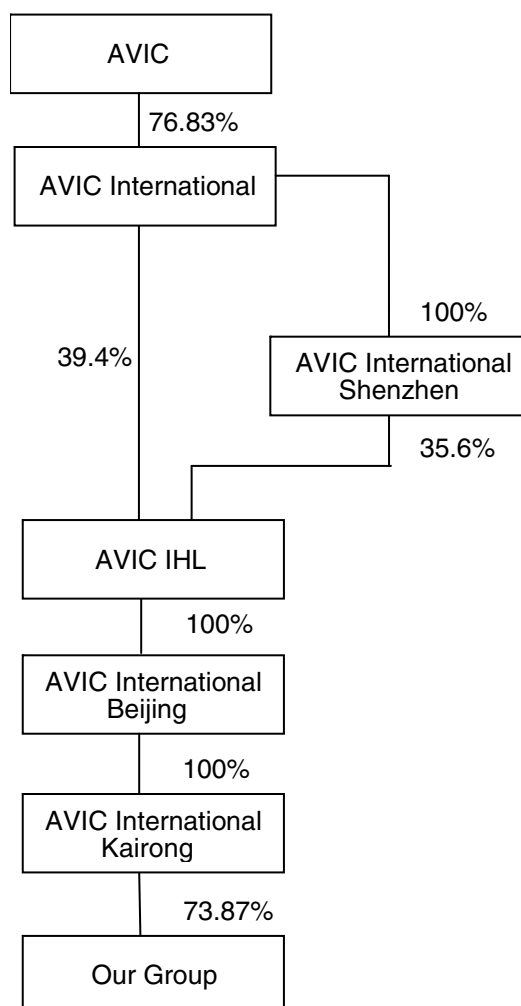 AVIC
76.83%
AVIC International
100%
39.4%
AVIC International
Shenzhen
35.6%
AVIC IHL
100%
AVIC International
Beijing
100%
AVIC International
Kairong
73.87%
Our Group